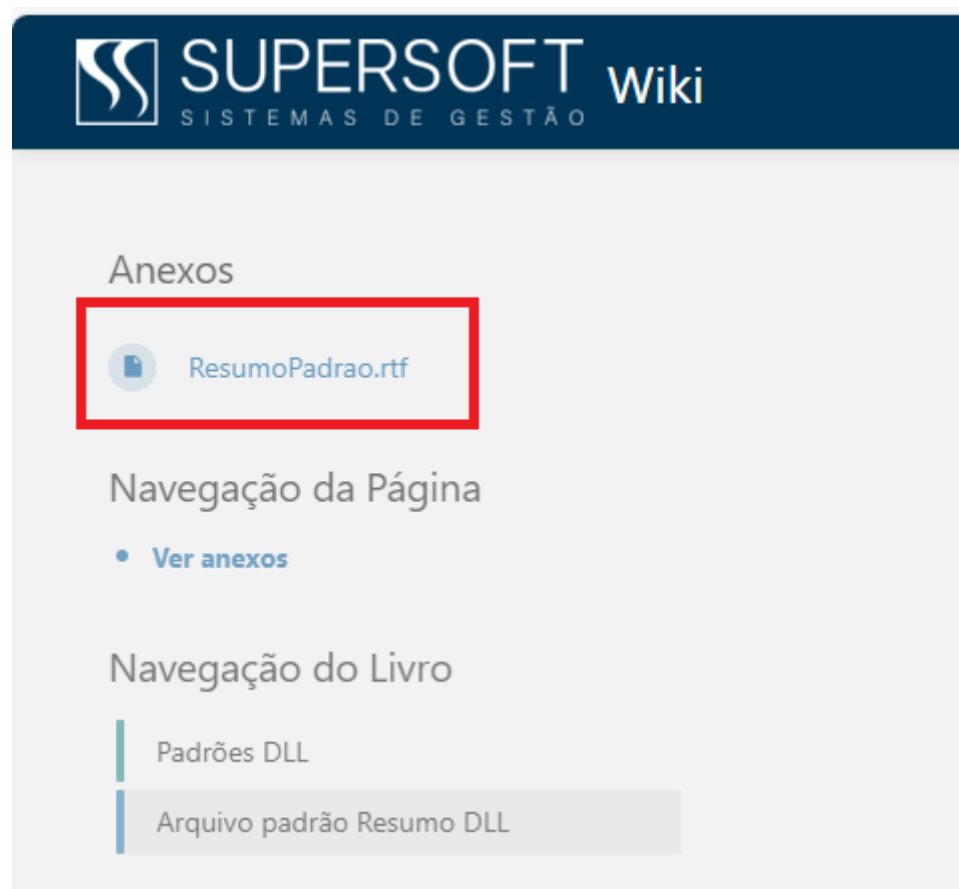 SUPERSOFT Wiki
SISTEMAS DE GESTÃO
Anexos
ResumoPadrao.rtf
Navegação da Página
Ver anexos
Navegação do Livro
Padrões DLL
Arquivo padrão Resumo DLL